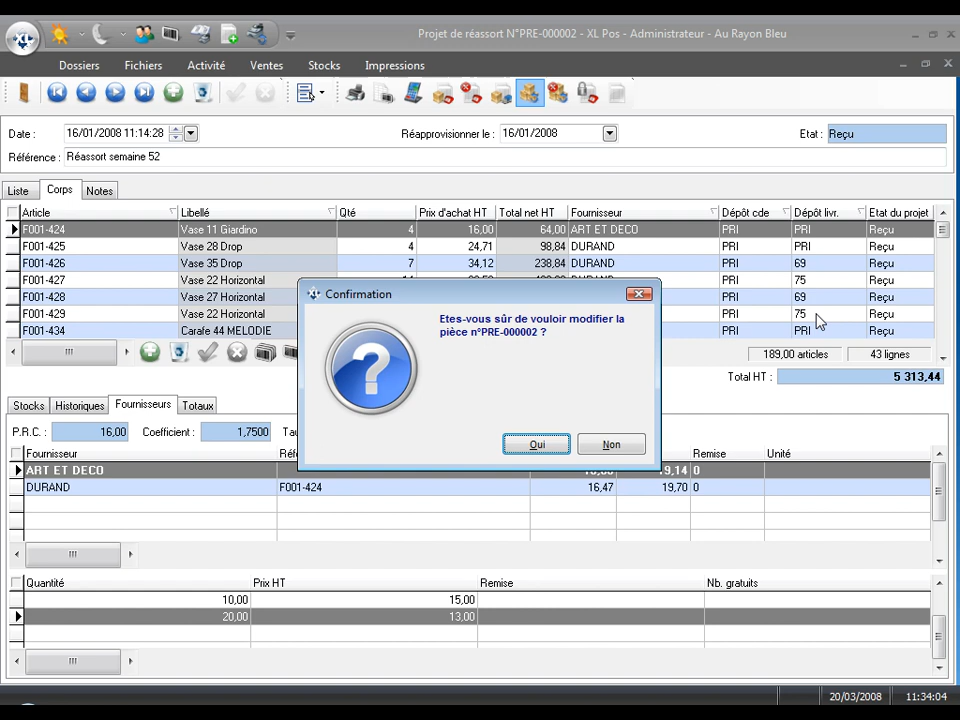 XL
Projet de réassort N°PRE-000002 - XL Pos - Administrateur - Au Rayon Bleu
Dossiers Fichiers Activité Ventes Stocks Impressions
Date : 16/01/2008 11:14:28 Réapprovisionner le : 16/01/2008 Etat : Reçu
Référence : Réassort semaine 52
Liste Corps Notes
Article Libellé Qté Prix d'achat HT Total net HT Fournisseur Dépôt cde Dépôt livr. Etat du projet
F001-424 Vase 11 Giardino 4 16,00 64,00 ART ET DECO PRI PRI Reçu
F001-425 Vase 28 Drop 4 24,71 98,84 DURAND PRI PRI Reçu
F001-426 Vase 35 Drop 7 34,12 238,84 DURAND PRI 69 Reçu
F001-427 Vase 22 Horizontal PRI 75 Reçu
F001-428 Vase 27 Horizontal PRI 69 Reçu
F001-429 Vase 22 Horizontal PRI 75 Reçu
F001-434 Carafe 44 MELODIE PRI PRI Reçu
189,00 articles 43 lignes
Total HT : 5 313,44
Confirmation
Etes-vous sûr de vouloir modifier la
pièce n°PRE-000002 ?
Oui Non
Stocks Historiques Fournisseurs Totaux
P.R.C. : 16,00 Coefficient : 1,7500
Fournisseur Remise Unité
ART ET DECO 19,14 0
DURAND F001-424 16,47 19,70 0
Quantité Prix HT Remise Nb. gratuits
10,00 15,00
20,00 13,00
20/03/2008 11:34:04